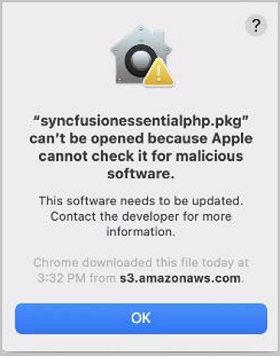 ?
“syncfusionessentialphp.pkg”
can’t be opened because Apple
cannot check it for malicious
software.
This software needs to be updated.
Contact the developer for more
information.
Chrome downloaded this file today at
3:32 PM from s3.amazonaws.com.
OK